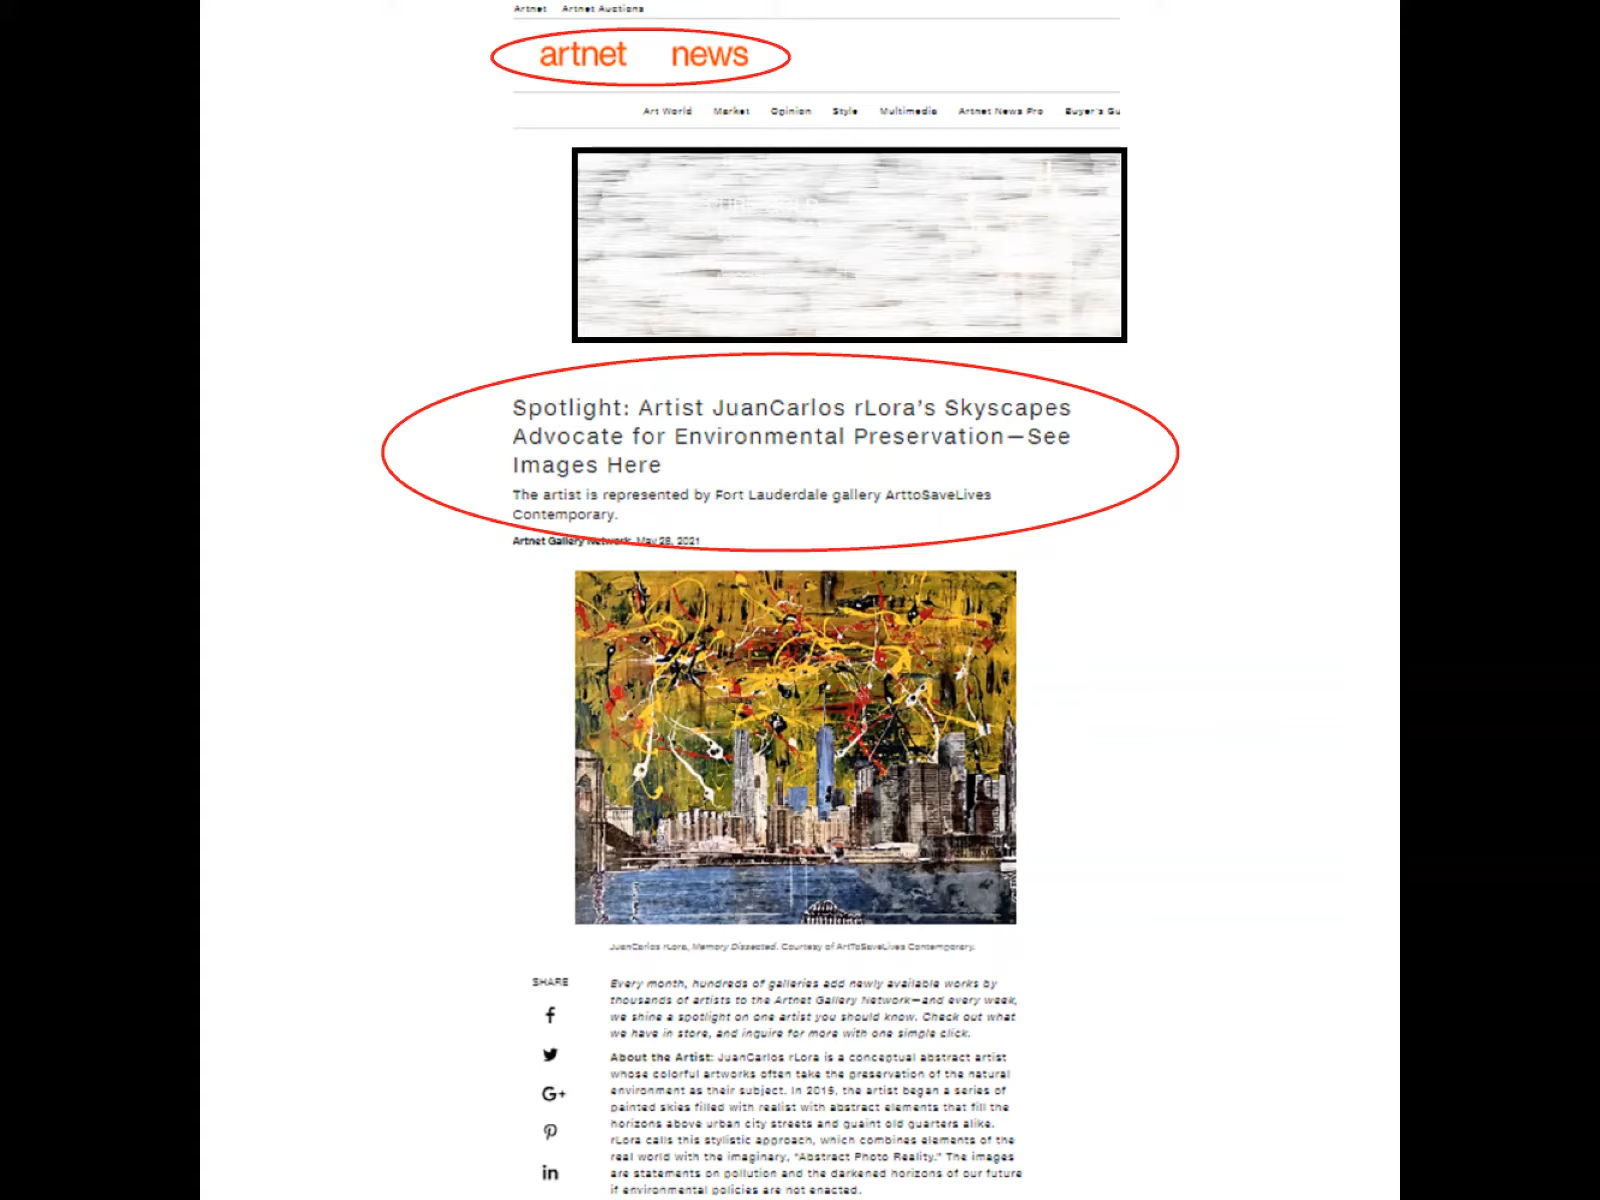 Artnet Artnet Auctions
artnet news
Art World Market Opinion Style Multimedia Artnet News Pro Buyer's Gu
Spotlight: Artist JuanCarlos rLora's Skyscapes
Advocate for Environmental Preservation—See
Images Here
The artist is represented by Fort Lauderdale gallery ArttoSaveLives
Contemporary.
Artnet Gallery Network, May 28, 2021
JuanCarlos rLora, Memory Dissected. Courtesy of ArtToSaveLives Contemporary.
SHARE
Every month, hundreds of galleries add newly available works by
thousands of artists to the Artnet Gallery Network—and every week,
we shine a spotlight on one artist you should know. Check out what
we have in store, and inquire for more with one simple click.
About the Artist: JuanCarlos rLora is a conceptual abstract artist
whose colorful artworks often take the preservation of the natural
environment as their subject. In 2015, the artist began a series of
painted skies filled with realist with abstract elements that fill the
horizons above urban city streets and quaint old quarters alike.
rLora calls this stylistic approach, which combines elements of the
real world with the imaginary, "Abstract Photo Reality." The images
are statements on pollution and the darkened horizons of our future
if environmental policies are not enacted.